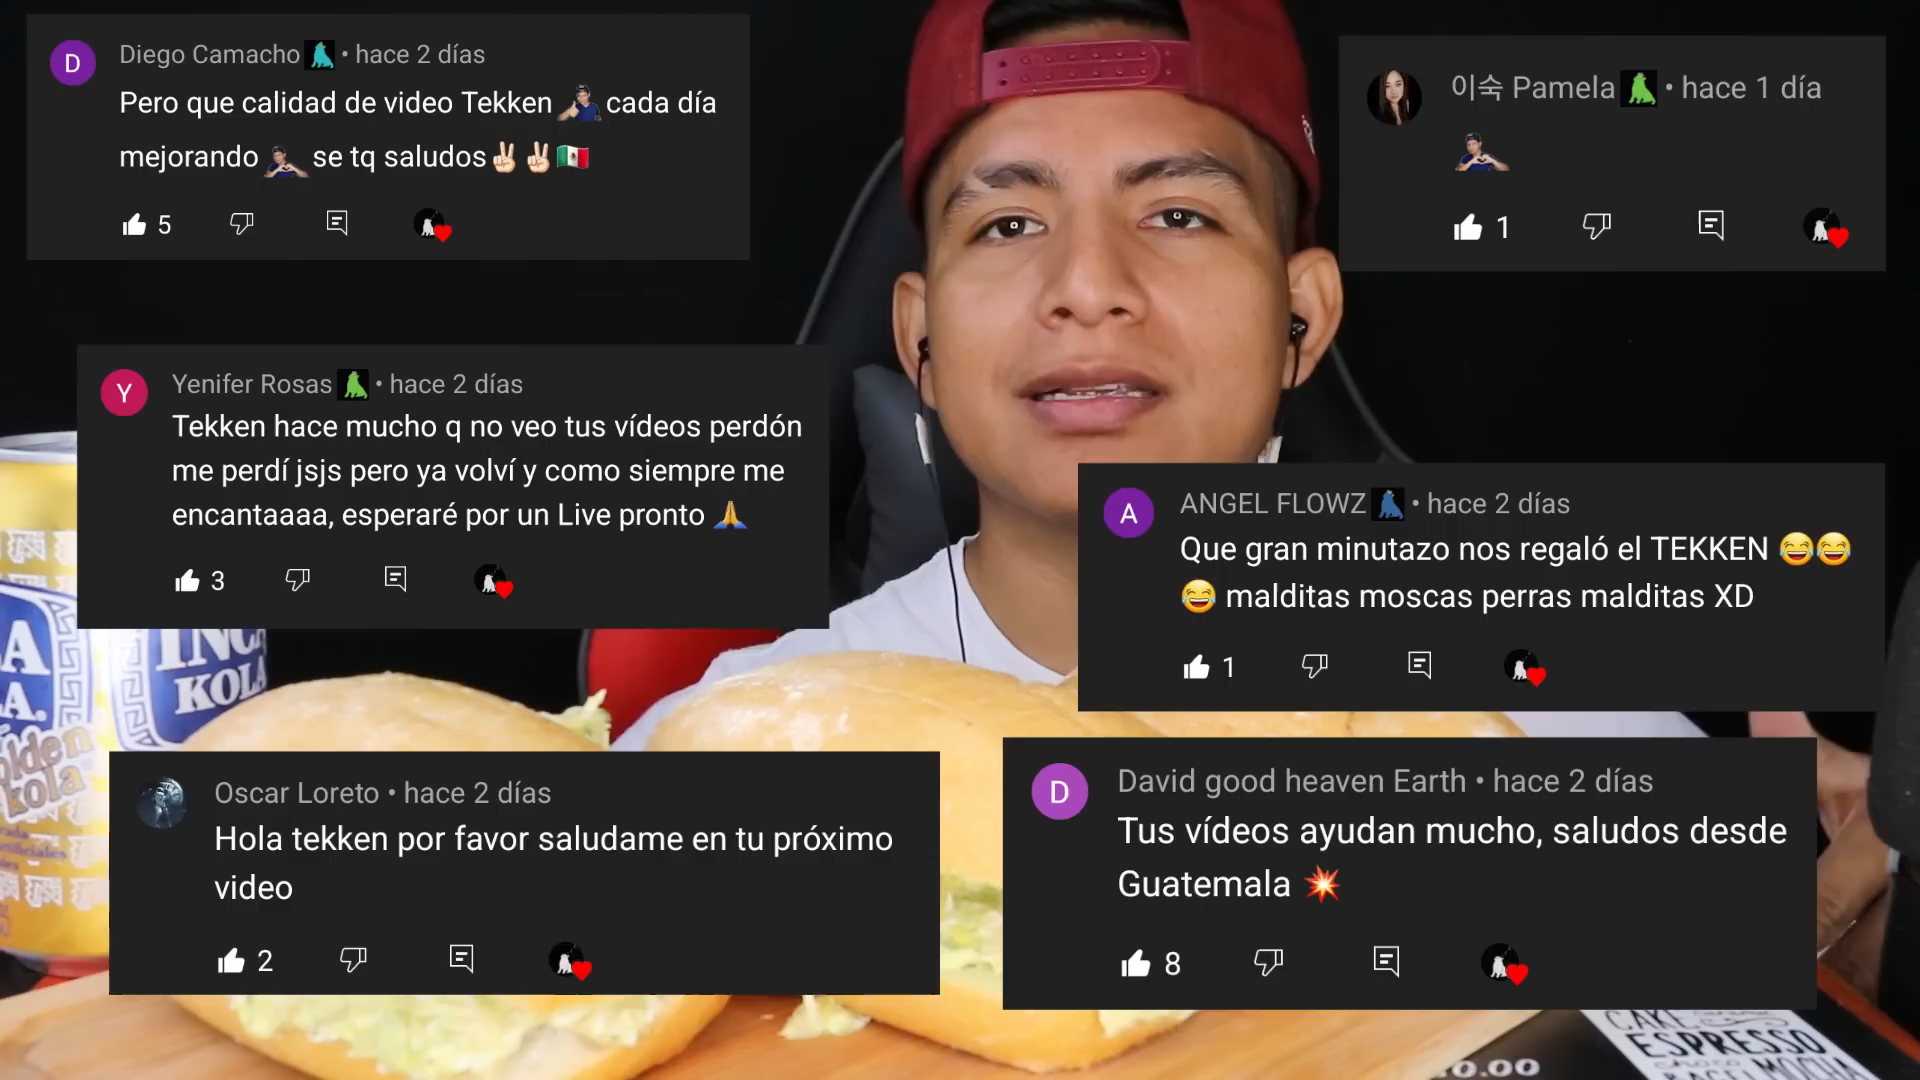 D
Diego Camacho • hace 2 días
Pero que calidad de video Tekken cada día
mejorando se tq saludos✌🏻✌🏻🇲🇽
5
이숙 Pamela • hace 1 día
1
Y
Yenifer Rosas • hace 2 días
Tekken hace mucho q no veo tus vídeos perdón
me perdí jsjs pero ya volví y como siempre me
encantaaaa, esperaré por un Live pronto 🙏
3
A
ANGEL FLOWZ • hace 2 días
Que gran minutazo nos regaló el TEKKEN 😂😂
😂 malditas moscas perras malditas XD
1
INCA
KOLA
A.
olden
kola
Oscar Loreto • hace 2 días
Hola tekken por favor saludame en tu próximo
video
2
D
David good heaven Earth • hace 2 días
Tus vídeos ayudan mucho, saludos desde
Guatemala 💥
8
CAKE
ESPRESSO
MOCHA